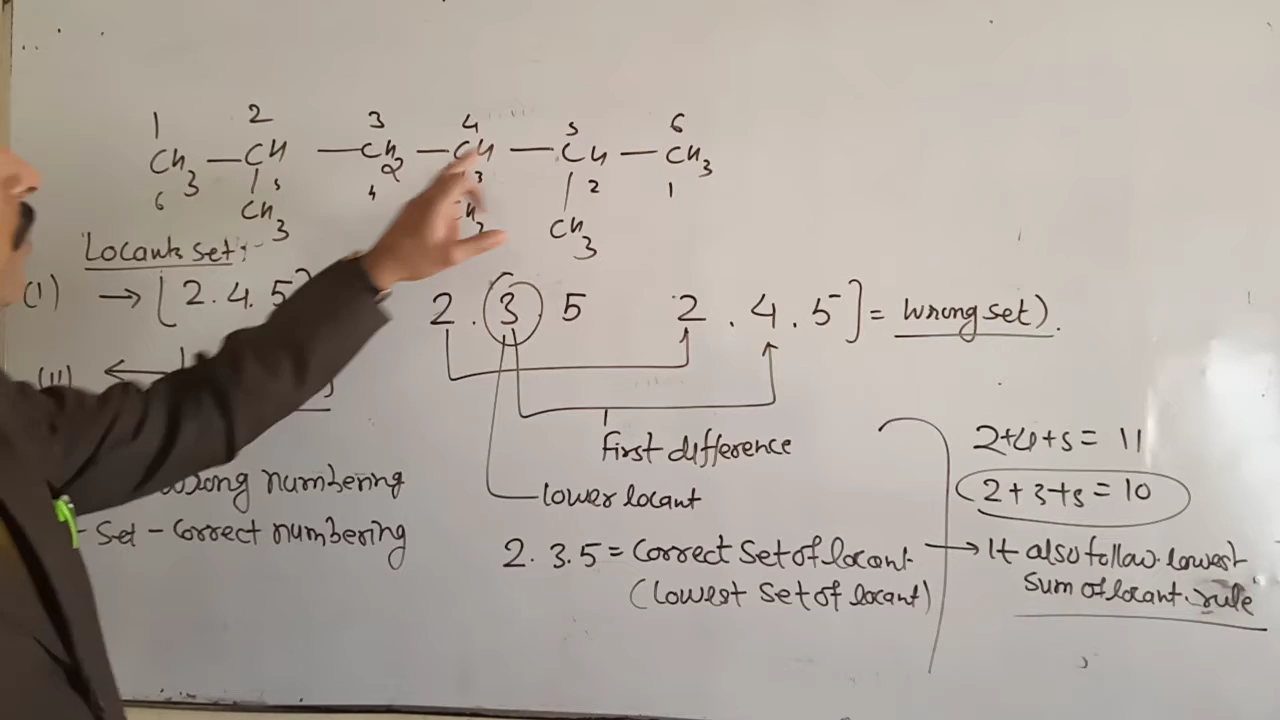 1 2 3 4 5 6
CH3 — CH — CH2 — CH — CH — CH3
6 5 4 3 2 1
CH3 CH3 CH3
Locants set:-
(I) → [2.4.5]
2 . 3 5 2 . 4 . 5] = Wrong set).
(II) ←
First difference
lower locant
2+4+5 = 11
2+3+5 = 10
wrong numbering
Set - Correct numbering
2. 3.5 = Correct Set of locant. → It also follow lowest
(lowest set of locant) Sum of locant rule